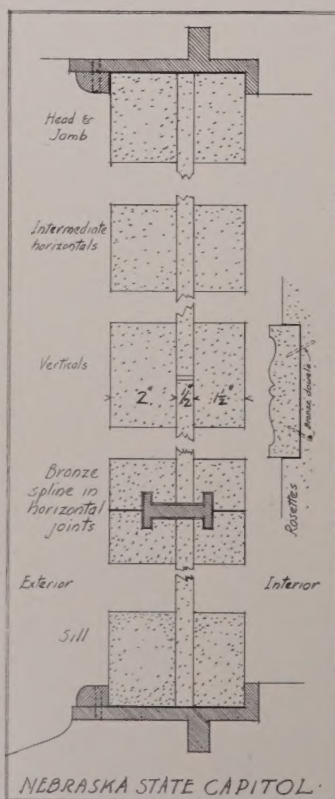 Head &
Jamb
Intermediate
horizontals
Verticals
2" 1/2" 1 1/2"
Bronze dowels
Rosettes
Bronze
spline in
horizontal
joints
Exterior
Interior
Sill
NEBRASKA STATE CAPITOL.